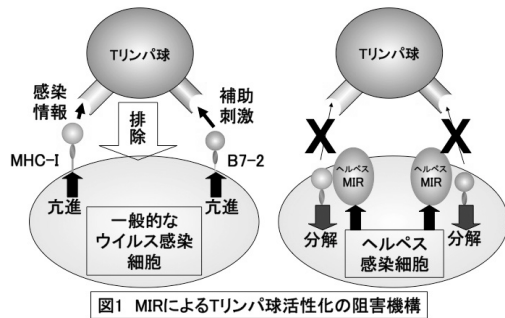 Tリンパ球
感染
情報
排除
補助
刺激
MHC-I
B7-2
亢進
亢進
一般的な
ウイルス感染
細胞
Tリンパ球
X
X
ヘルペス
MIR
ヘルペス
MIR
分解
分解
ヘルペス
感染細胞
図1 MIRによるTリンパ球活性化の阻害機構